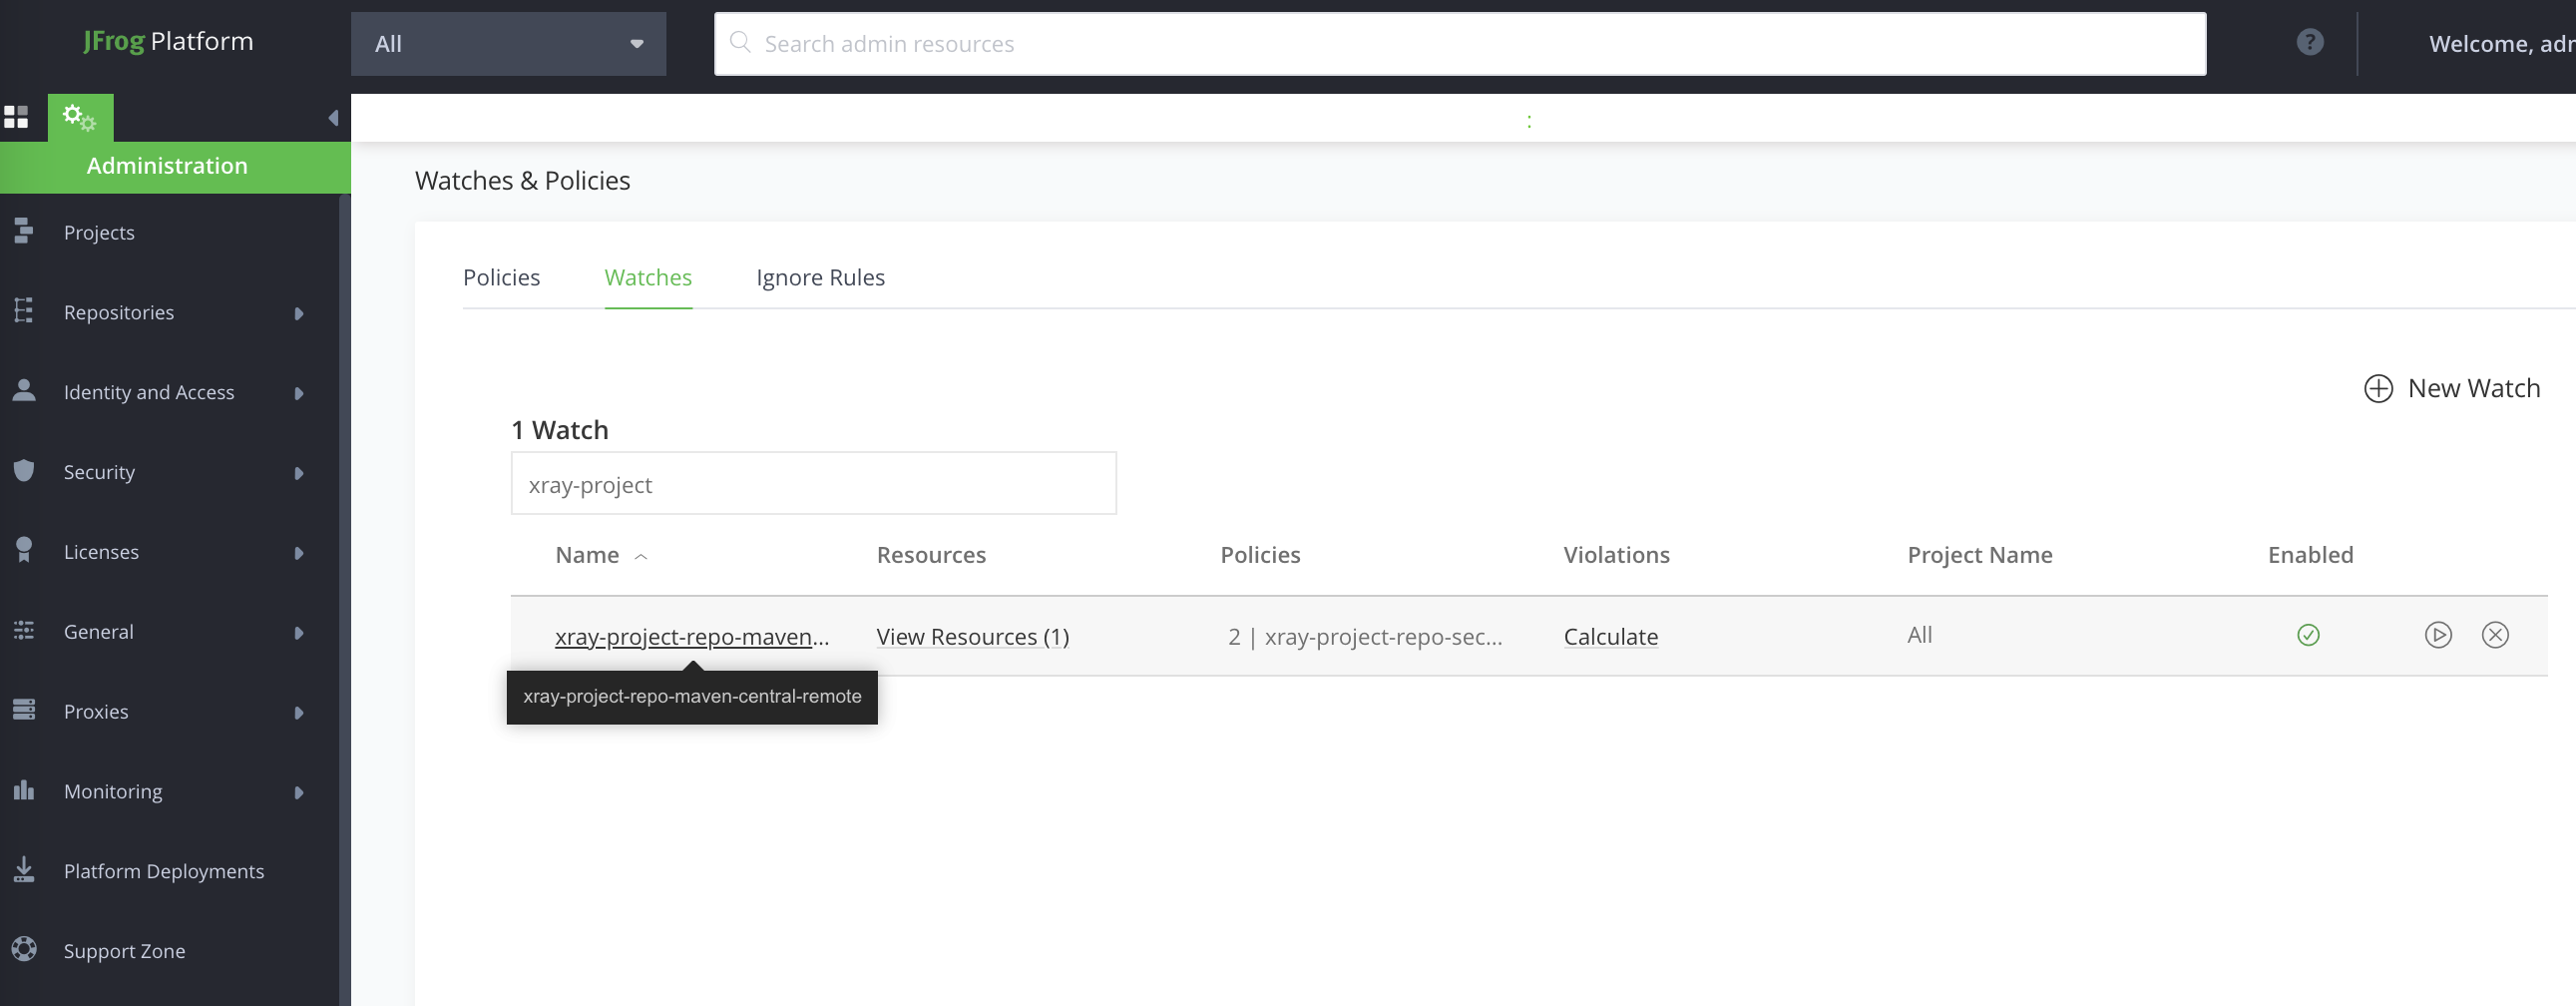 JFrog Platform
All
Search admin resources
?
Welcome, adm
:
Administration
Watches & Policies
Projects
Repositories
Identity and Access
Security
Licenses
General
Proxies
Monitoring
Platform Deployments
Support Zone
Policies Watches Ignore Rules
New Watch
1 Watch
xray-project
Name Resources Policies Violations Project Name Enabled
xray-project-repo-maven... View Resources (1) 2 | xray-project-repo-sec... Calculate All
xray-project-repo-maven-central-remote